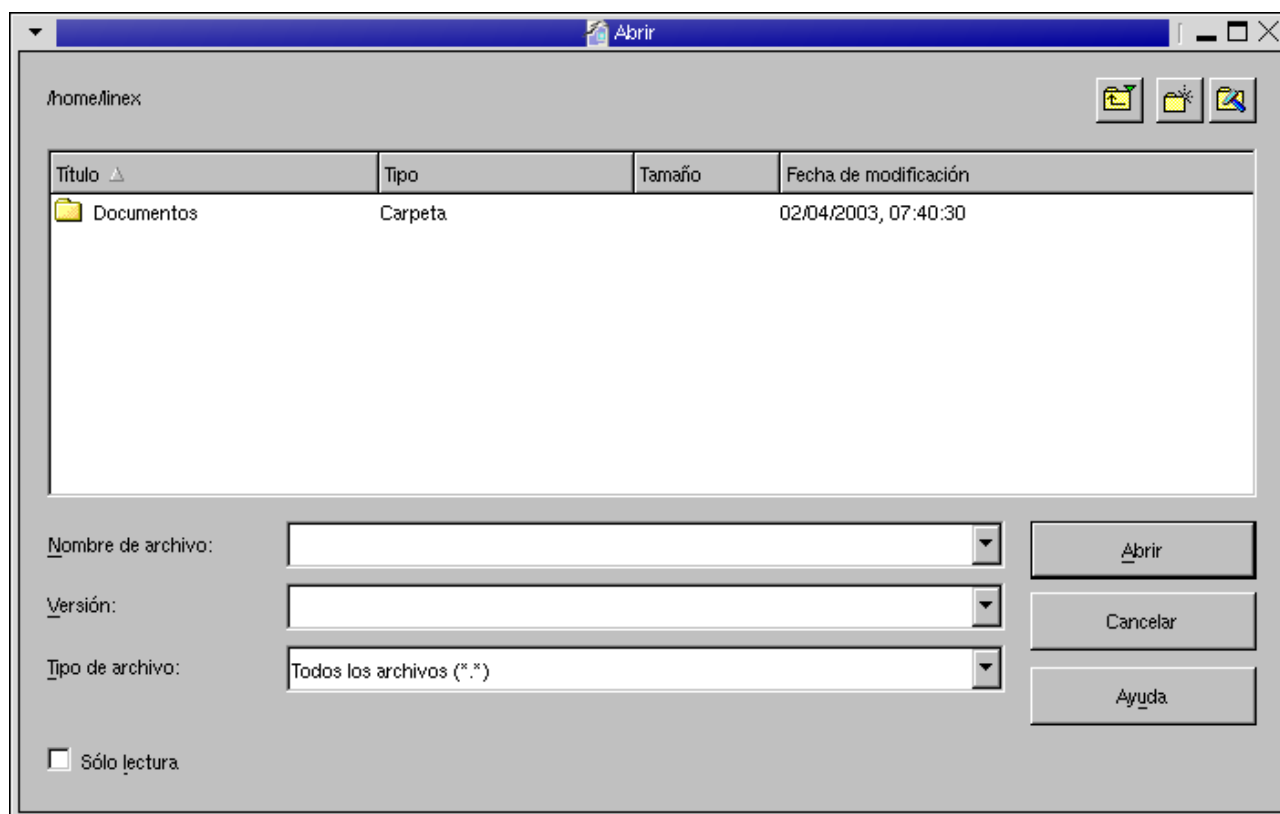 Abrir
/home/linex
Título Tipo Tamaño Fecha de modificación
Documentos Carpeta 02/04/2003, 07:40:30
Nombre de archivo: Abrir
Versión: Cancelar
Tipo de archivo: Todos los archivos (*.*)
Ayuda
Sólo lectura